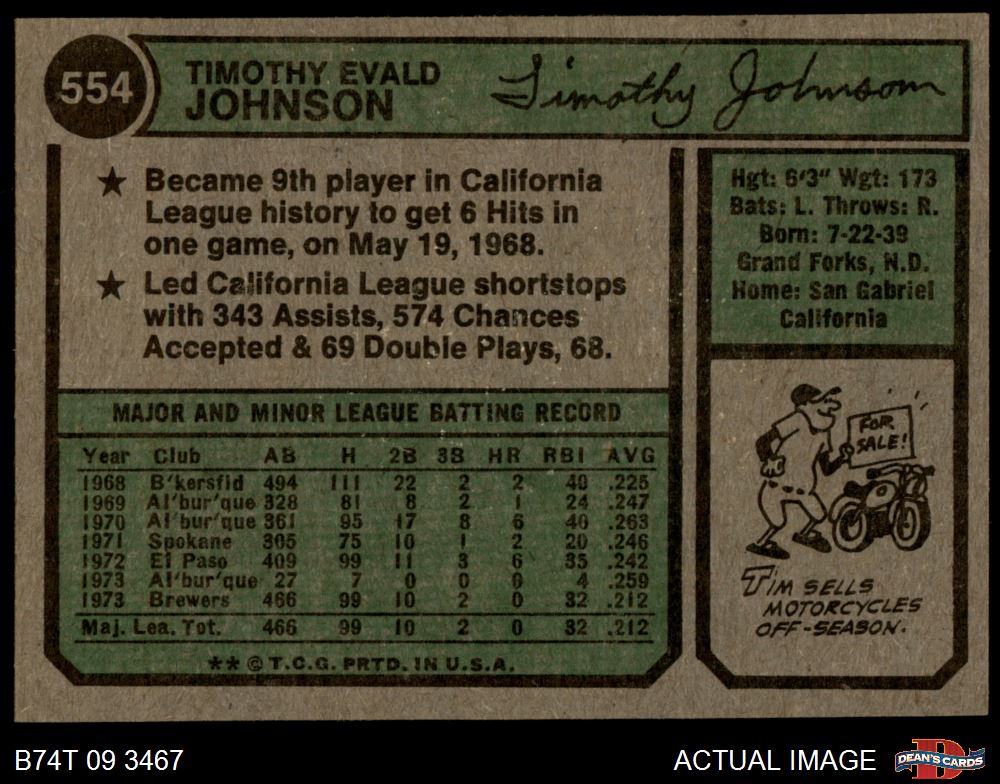 554
TIMOTHY EVALD
JOHNSON
Timothy Johnson
★ Became 9th player in California
League history to get 6 Hits in
one game, on May 19, 1968.
★ Led California League shortstops
with 343 Assists, 574 Chances
Accepted & 69 Double Plays, 68.
Hgt: 6'3" Wgt: 173
Bats: L. Throws: R.
Born: 7-22-39
Grand Forks, N.D.
Home: San Gabriel
California
MAJOR AND MINOR LEAGUE BATTING RECORD
Year Club AB H 2B 3B HR RBI AVG
1968 B'kersfld 494 111 22 2 2 40 .225
1969 Al'bur'que 328 81 8 2 1 24 .247
1970 Al'bur'que 361 95 17 8 6 40 .263
1971 Spokane 305 75 10 1 2 20 .246
1972 El Paso 409 99 11 3 6 35 .242
1973 Al'bur'que 27 7 0 0 0 4 .259
1973 Brewers 466 99 10 2 0 32 .212
Maj. Lea. Tot. 466 99 10 2 0 32 .212
** © T.C.G. PRTD. IN U.S.A.
FOR
SALE!
TIM SELLS
MOTORCYCLES
OFF-SEASON.
B74T 09 3467
ACTUAL IMAGE
D
DEAN'S CARDS